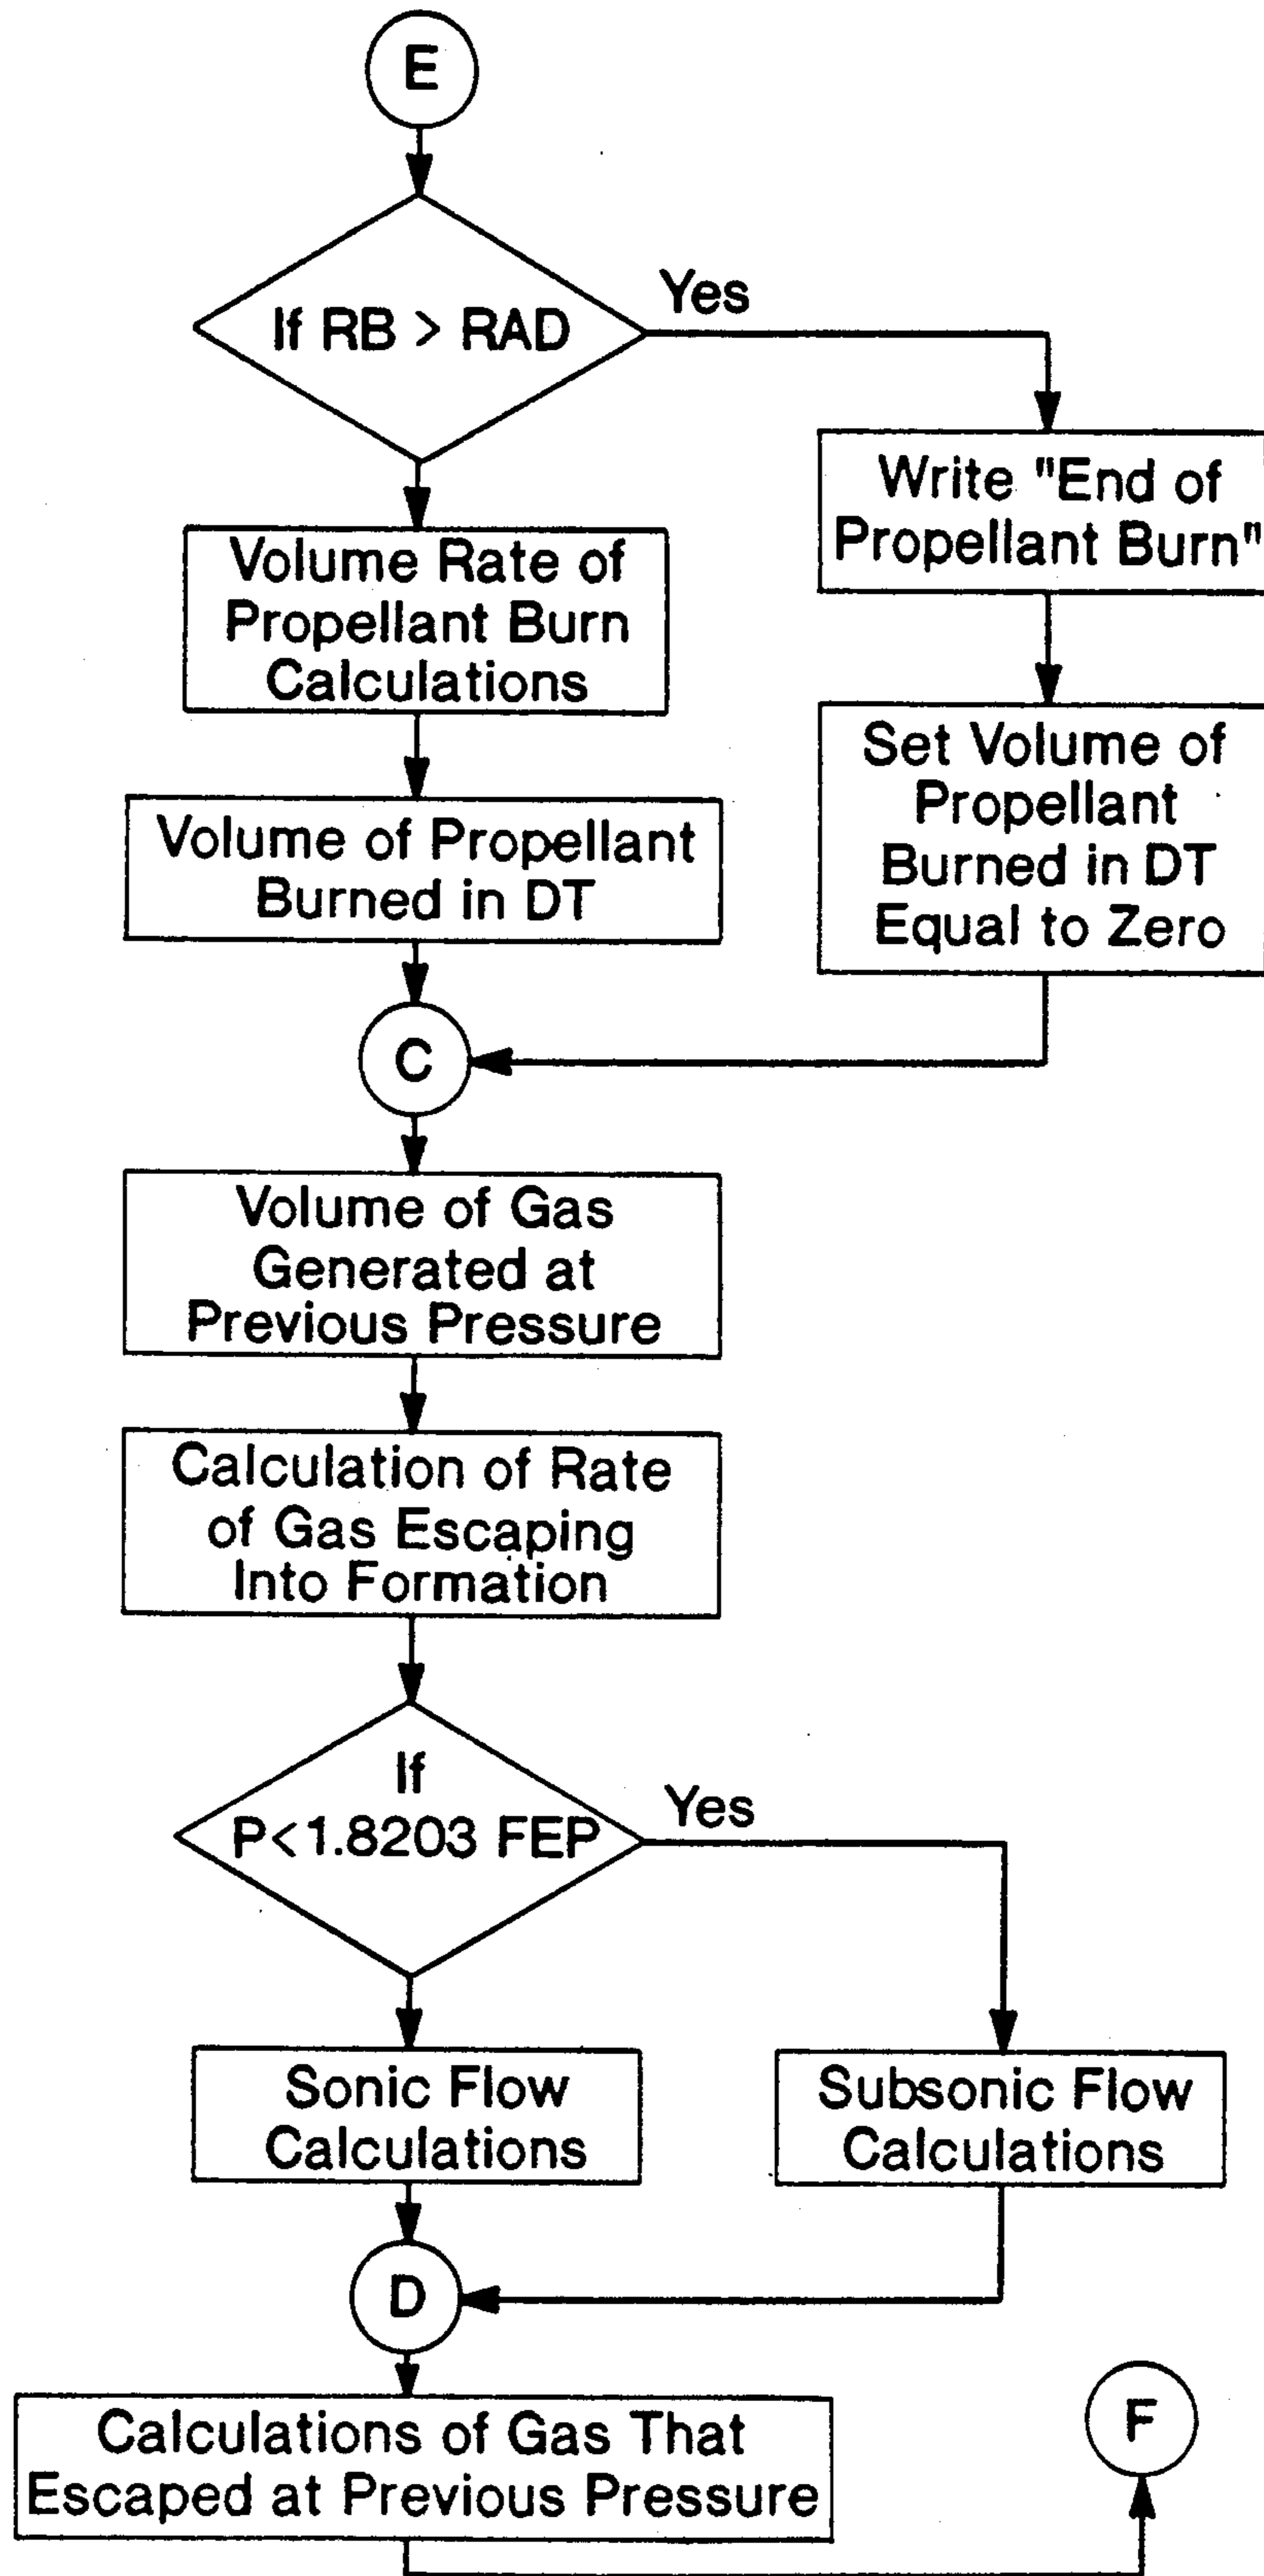 E
If RB > RAD
Yes
Write "End of
Propellant Burn"
Volume Rate of
Propellant Burn
Calculations
Set Volume of
Propellant
Burned in DT
Equal to Zero
Volume of Propellant
Burned in DT
C
Volume of Gas
Generated at
Previous Pressure
Calculation of Rate
of Gas Escaping
Into Formation
If
P<1.8203 FEP
Yes
Sonic Flow
Calculations
Subsonic Flow
Calculations
D
Calculations of Gas That
Escaped at Previous Pressure
F